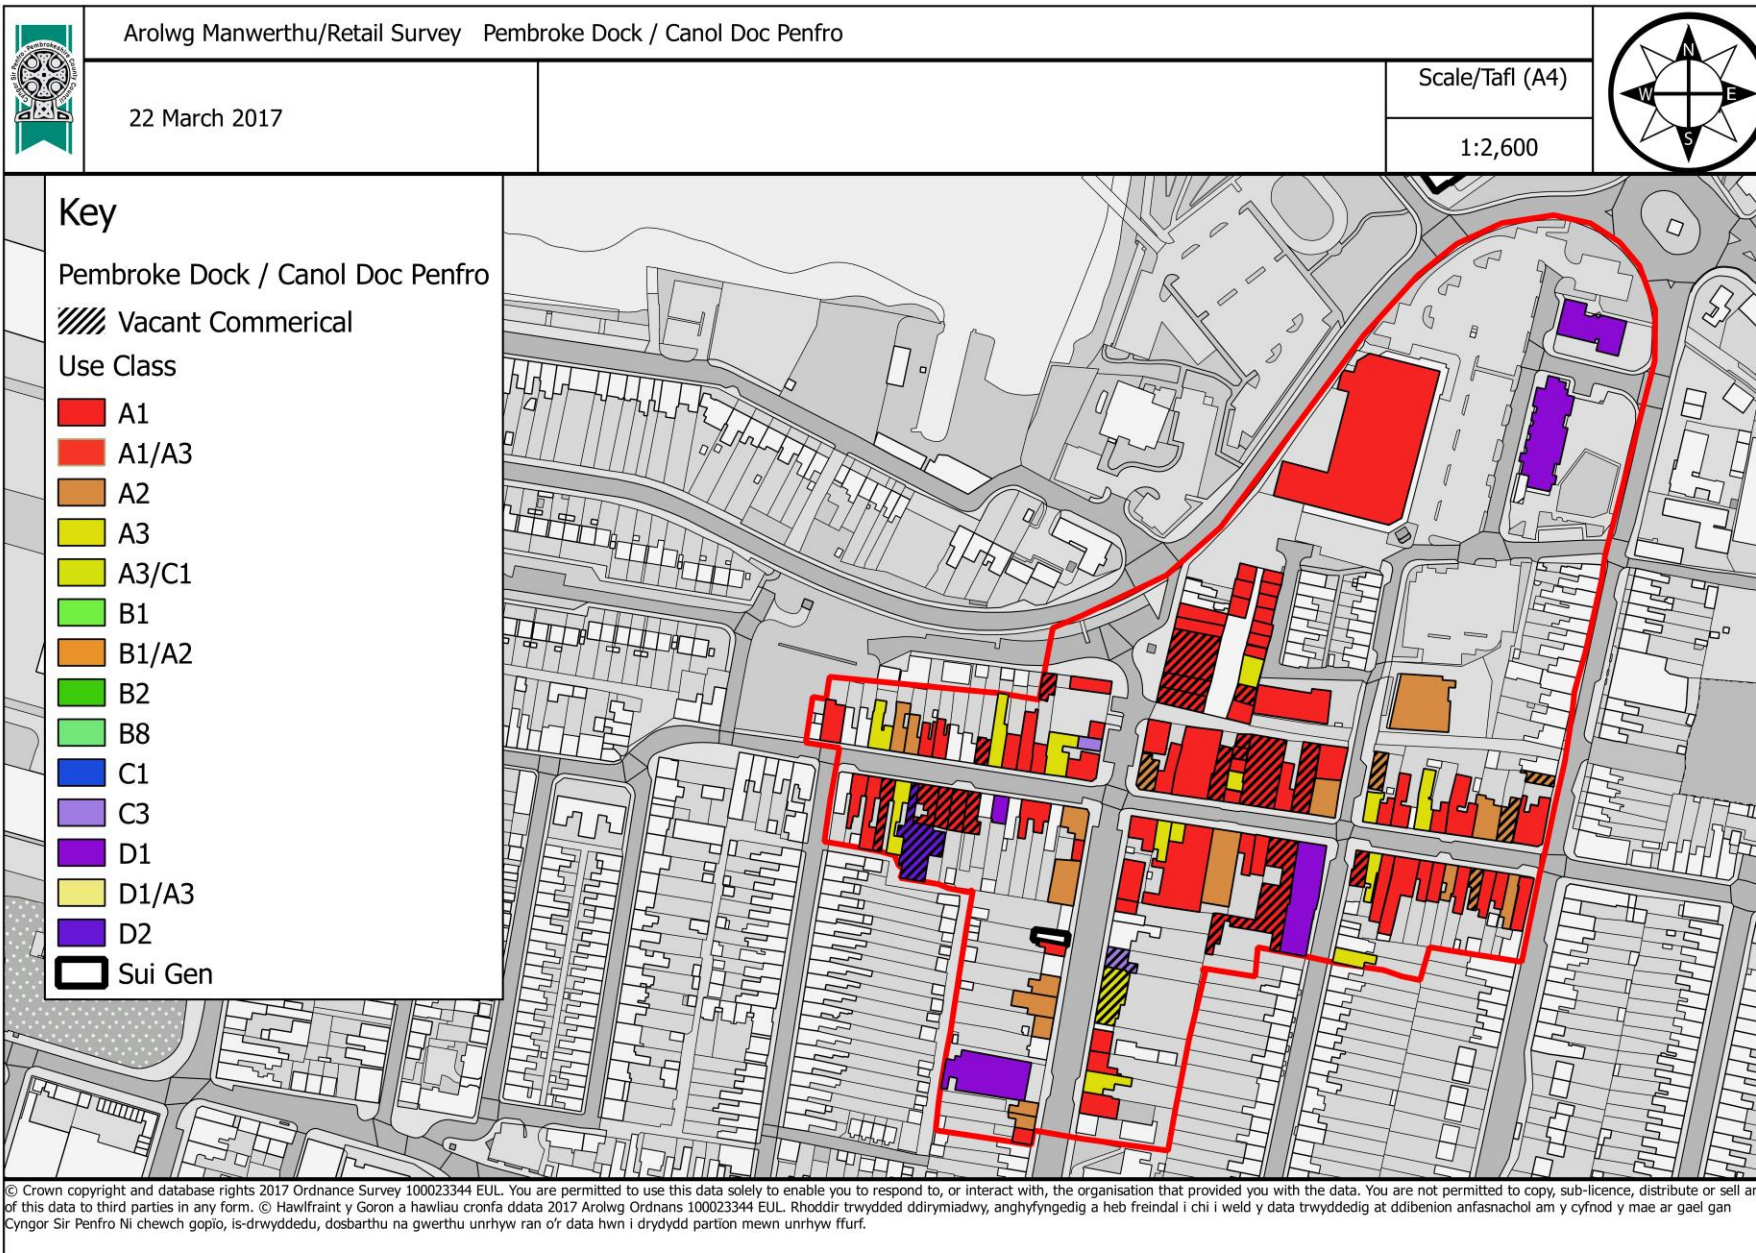 Arolwg Manwerthu/Retail Survey Pembroke Dock / Canol Doc Penfro
22 March 2017
Scale/Tafl (A4)
1:2,600
N
W E
S
Key
Pembroke Dock / Canol Doc Penfro
Vacant Commerical
Use Class
A1
A1/A3
A2
A3
A3/C1
B1
B1/A2
B2
B8
C1
C3
D1
D1/A3
D2
Sui Gen
© Crown copyright and database rights 2017 Ordnance Survey 100023344 EUL. You are permitted to use this data solely to enable you to respond to, or interact with, the organisation that provided you with the data. You are not permitted to copy, sub-licence, distribute or sell
of this data to third parties in any form. © Hawlfraint y Goron a hawliau cronfa ddata 2017 Arolwg Ordnans 100023344 EUL. Rhoddir trwydded ddirymiadwy, anghyfyngedig a heb freindal i chi i weld y data trwyddedig at ddibenion anfasnachol am y cyfnod y mae ar gael gan
Cyngor Sir Penfro Ni chewch gopïo, is-drwyddedu, dosbarthu na gwerthu unrhyw ran o'r data hwn i drydydd partïon mewn unrhyw ffurf.